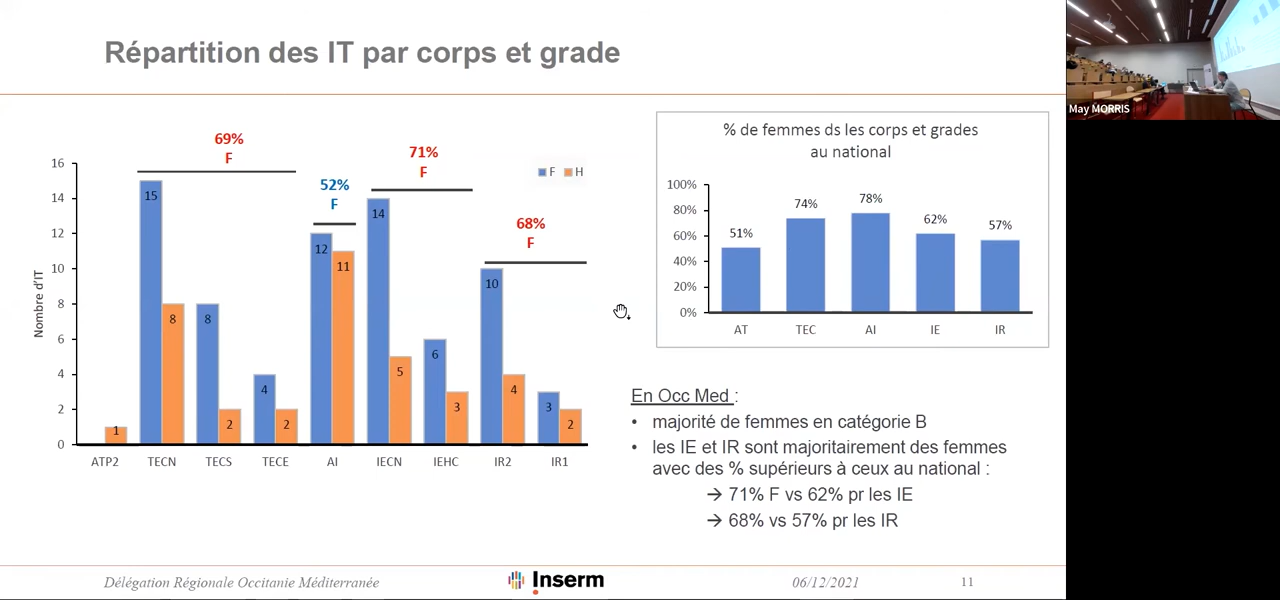 Répartition des IT par corps et grade
69%
F
71%
F
52%
F
68%
F
F H
Nombre d'IT
16
14
12
10
8
6
4
2
0
15
8
8
2
4
2
12
11
14
5
6
3
10
4
3
2
1
ATP2 TECN TECS TECE AI IECN IEHC IR2 IR1
% de femmes ds les corps et grades
au national
100%
80%
60%
40%
20%
0%
51%
74%
78%
62%
57%
AT TEC AI IE IR
En Occ Med :
• majorité de femmes en catégorie B
• les IE et IR sont majoritairement des femmes
avec des % supérieurs à ceux au national :
→ 71% F vs 62% pr les IE
→ 68% vs 57% pr les IR
Délégation Régionale Occitanie Méditerranée
Inserm
06/12/2021
11
May MORRIS